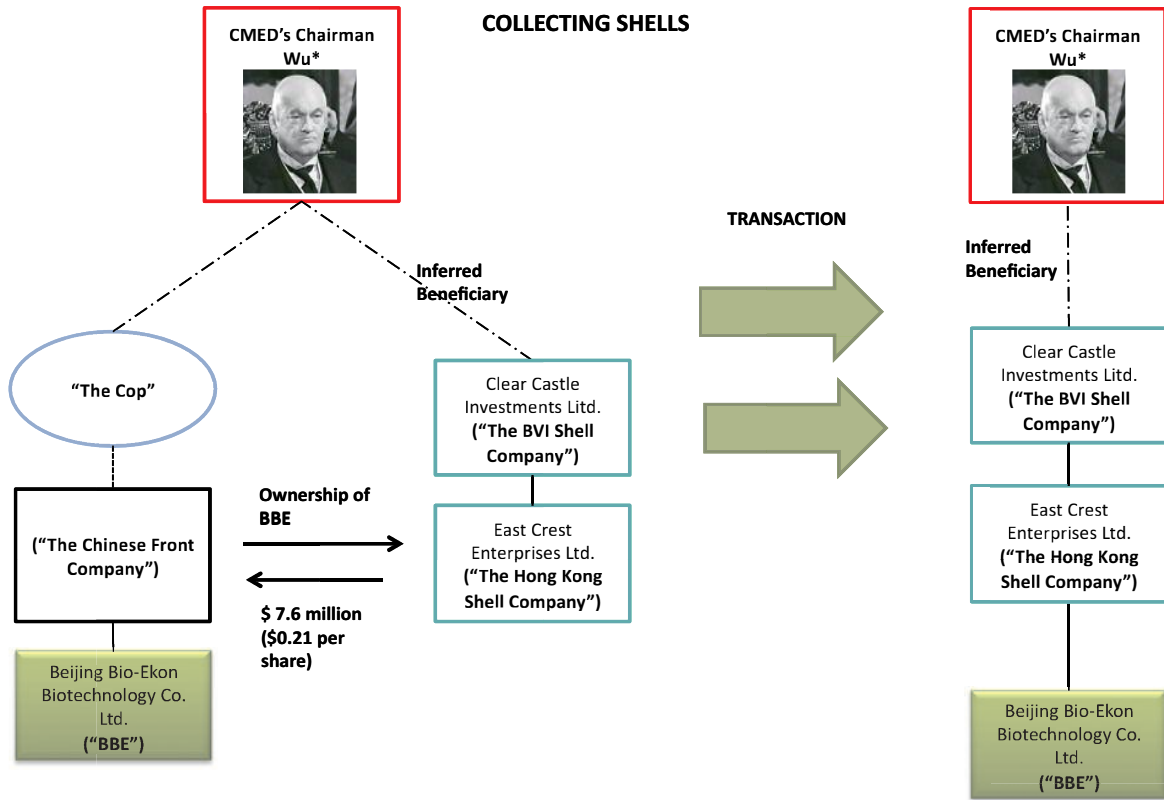 COLLECTING SHELLS
CMED’s Chairman
Wu*
Inferred
Beneficiary
“The Cop”
(“The Chinese Front
Company”)
Beijing Bio-Ekon
Biotechnology Co.
Ltd.
(“BBE”)
Ownership of
BBE
$ 7.6 million
($0.21 per
share)
Clear Castle
Investments Litd.
(“The BVI Shell
Company”)
East Crest
Enterprises Ltd.
(“The Hong Kong
Shell Company”)
TRANSACTION
CMED’s Chairman
Wu*
Inferred
Beneficiary
Clear Castle
Investments Litd.
(“The BVI Shell
Company”)
East Crest
Enterprises Ltd.
(“The Hong Kong
Shell Company”)
Beijing Bio-Ekon
Biotechnology Co.
Ltd.
(“BBE”)